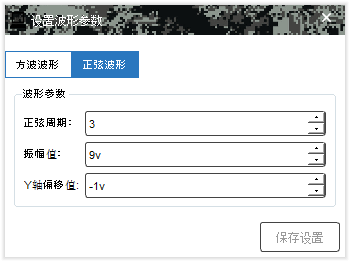 设置波形参数
方波波形 正弦波形
波形参数
正弦周期: 3
振幅值: 9v
Y轴偏移值: -1v
保存设置